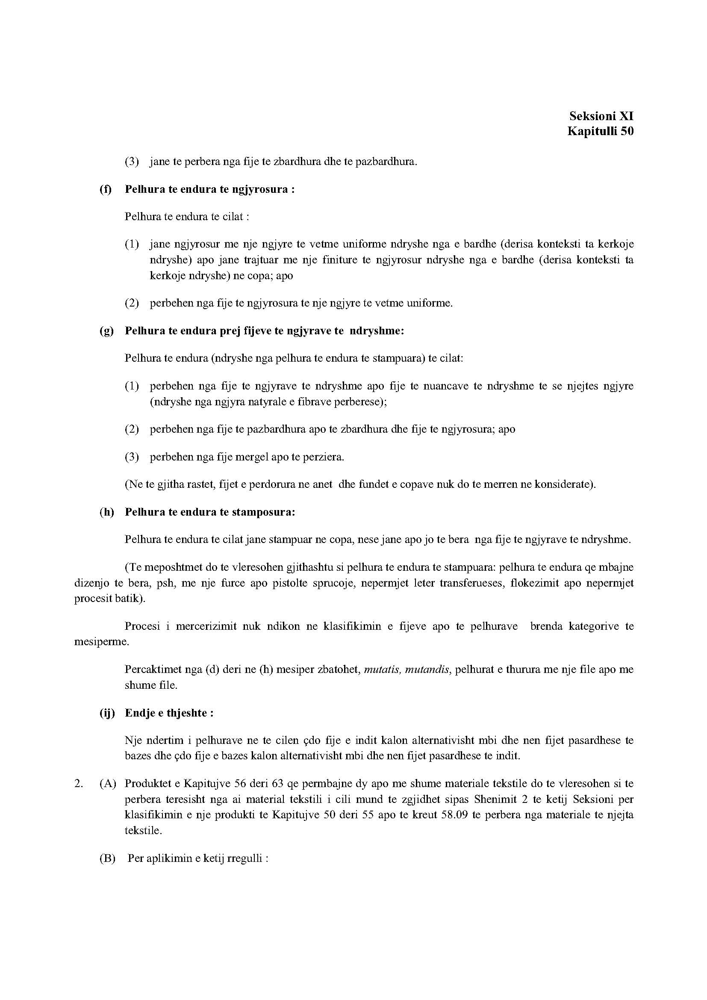 Seksioni XI
Kapitulli 50
(3) jane te perbera nga fije te zbardhura dhe te pazbardhura.
(f) Pelhura te endura te ngjyrosura :
Pelhura te endura te cilat :
(1) jane ngjyrosur me nje ngjyre te vetme uniforme ndryshe nga e bardhe (derisa konteksti ta kerkoje
ndryshe) apo jane trajtuar me nje finiture te ngjyrosur ndryshe nga e bardhe (derisa konteksti ta
kerkoje ndryshe) ne copa; apo
(2) perbehen nga fije te ngjyrosura te nje ngjyre te vetme uniforme.
(g) Pelhura te endura prej fijeve te ngjyrave te ndryshme:
Pelhura te endura (ndryshe nga pelhura te endura te stampuara) te cilat:
(1) perbehen nga fije te ngjyrave te ndryshme apo fije te nuancave te ndryshme te se njejtes ngjyre
(ndryshe nga ngjyra natyrale e fibrave perberese);
(2) perbehen nga fije te pazbardhura apo te zbardhura dhe fije te ngjyrosura; apo
(3) perbehen nga fije mergel apo te perziera.
(Ne te gjitha rastet, fijet e perdorura ne anet dhe fundet e copave nuk do te merren ne konsiderate).
(h) Pelhura te endura te stamposura:
Pelhura te endura te cilat jane stampuar ne copa, nese jane apo jo te bera nga fije te ngjyrave te ndryshme.
(Te meposhtmet do te vleresohen gjithashtu si pelhura te endura te stampuara: pelhura te endura qe mbajne
dizenjo te bera, psh, me nje furce apo pistolte sprucoje, nepermjet leter transferueses, flokezimit apo nepermjet
procesit batik).
Procesi i mercerizimit nuk ndikon ne klasifikimin e fijeve apo te pelhurave brenda kategorive te
mesiperme.
Percaktimet nga (d) deri ne (h) mesiper zbatohet, mutatis, mutandis, pelhurat e thurura me nje file apo me
shume file.
(ij) Endje e thjeshte :
Nje ndertim i pelhurave ne te cilen çdo fije e indit kalon alternativisht mbi dhe nen fijet pasardhese te
bazes dhe çdo fije e bazes kalon alternativisht mbi dhe nen fijet pasardhese te indit.
2. (A) Produktet e Kapitujve 56 deri 63 qe permbajne dy apo me shume materiale tekstile do te vleresohen si te
perbera teresisht nga ai material tekstili i cili mund te zgjidhet sipas Shenimit 2 te ketij Seksioni per
klasifikimin e nje produkti te Kapitujve 50 deri 55 apo te kreut 58.09 te perbera nga materiale te njejta
tekstile.
(B) Per aplikimin e ketij rregulli :